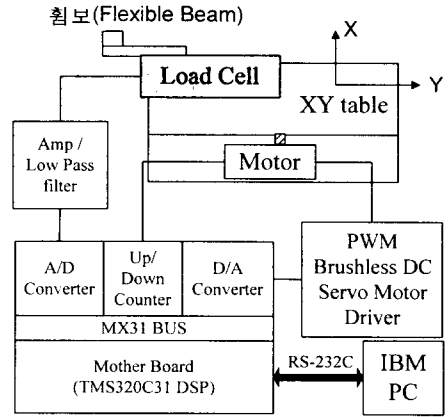 휨보(Flexible Beam)
X
Load Cell
Y
XY table
Amp /
Low Pass
filter
Motor
A/D
Converter
Up/
Down
Counter
D/A
Converter
PWM
Brushless DC
Servo Motor
Driver
MX31 BUS
Mother Board
(TMS320C31 DSP)
RS-232C
IBM
PC